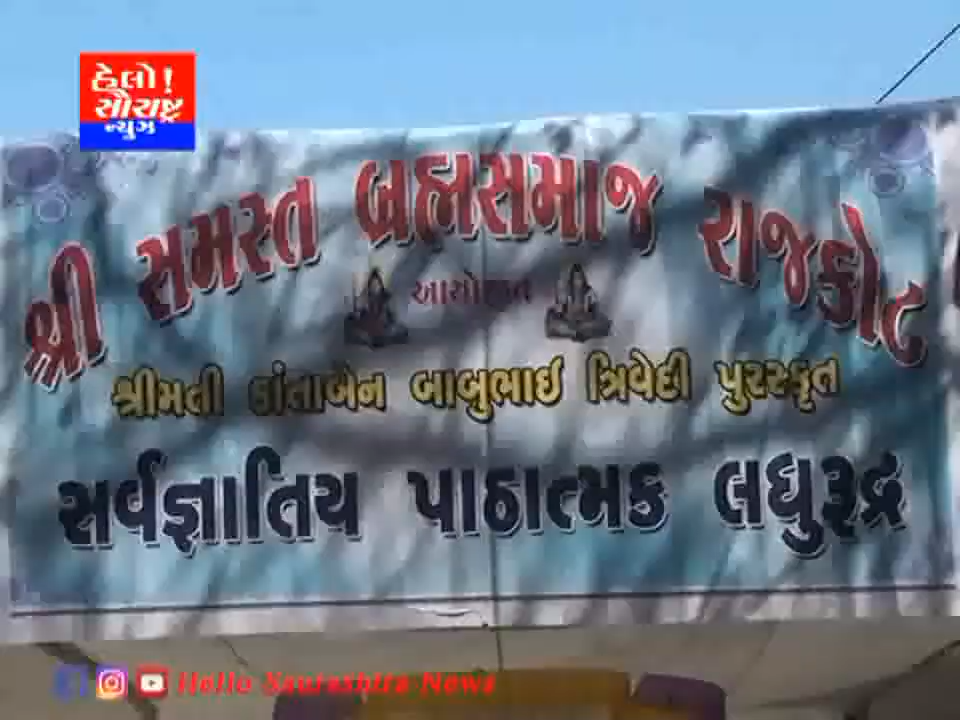 હેલો!
સૌરાષ્ટ્ર
ન્યુઝ
શ્રી સમસ્ત બ્રહ્મસમાજ રાજકોટ
આયોજીત
શ્રીમતી કાંતાબેન બાબુભાઇ ત્રિવેદી પુરસ્કૃત
સર્વજ્ઞાતિય પાઠાત્મક લઘુરૂદ્ર
Hello Saurashtra News